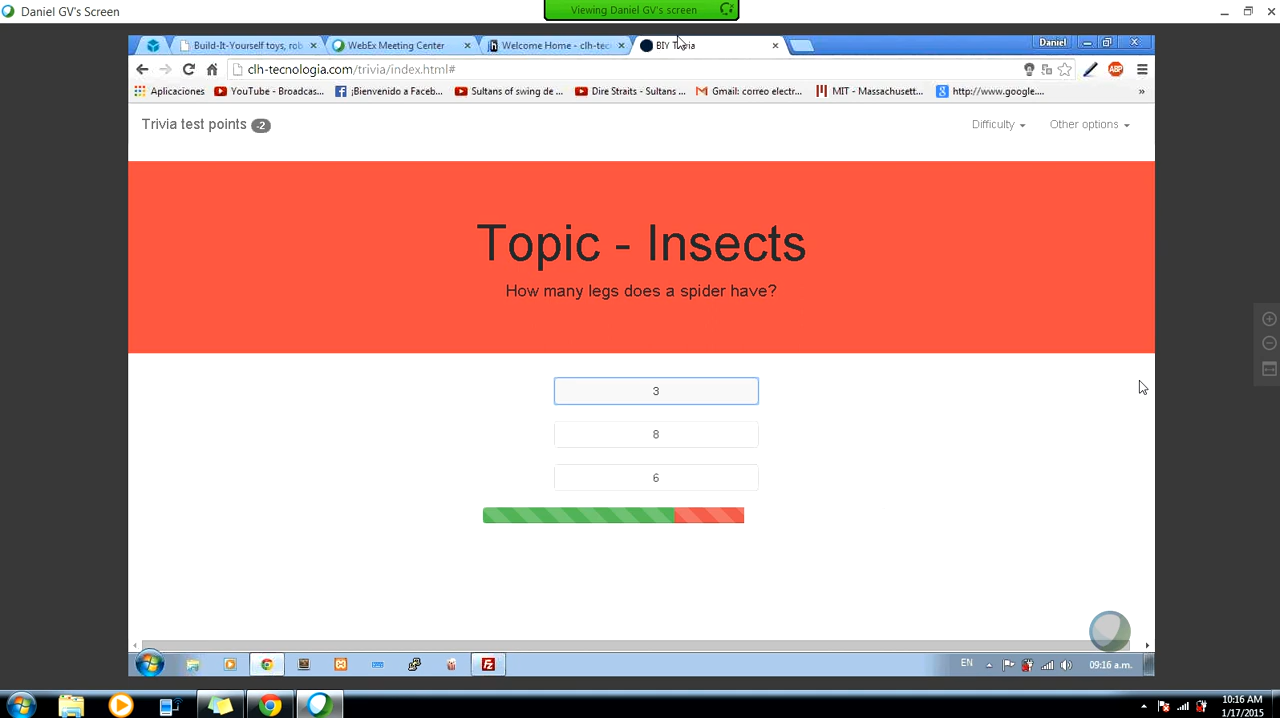 Daniel GV's Screen
Viewing Daniel GV's screen
Build-It-Yourself toys, rob
WebEx Meeting Center
Welcome Home - clh-tec
BIY Trivia
Daniel
clh-tecnologia.com/trivia/index.html#
Aplicaciones
YouTube - Broadcas...
¡Bienvenido a Faceb...
Sultans of swing de ...
Dire Straits - Sultans ...
Gmail: correo electr...
MIT - Massachusett...
http://www.google....
»
Trivia test points -2
Difficulty
Other options
Topic - Insects
How many legs does a spider have?
3
8
6
EN
09:16 a.m.
10:16 AM
1/17/2015